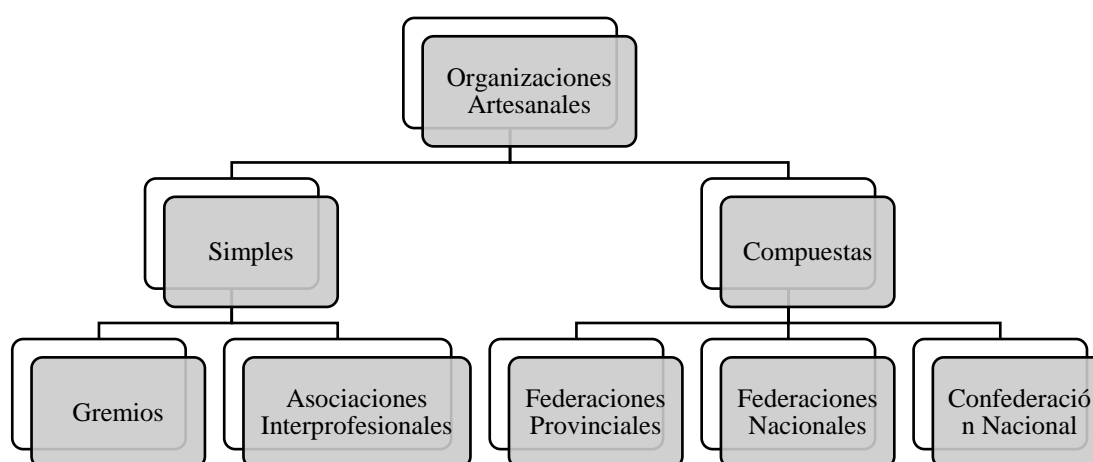 Organizaciones
Artesanales
Simples
Compuestas
Gremios
Asociaciones
Interprofesionales
Federaciones
Provinciales
Federaciones
Nacionales
Confederació
n Nacional